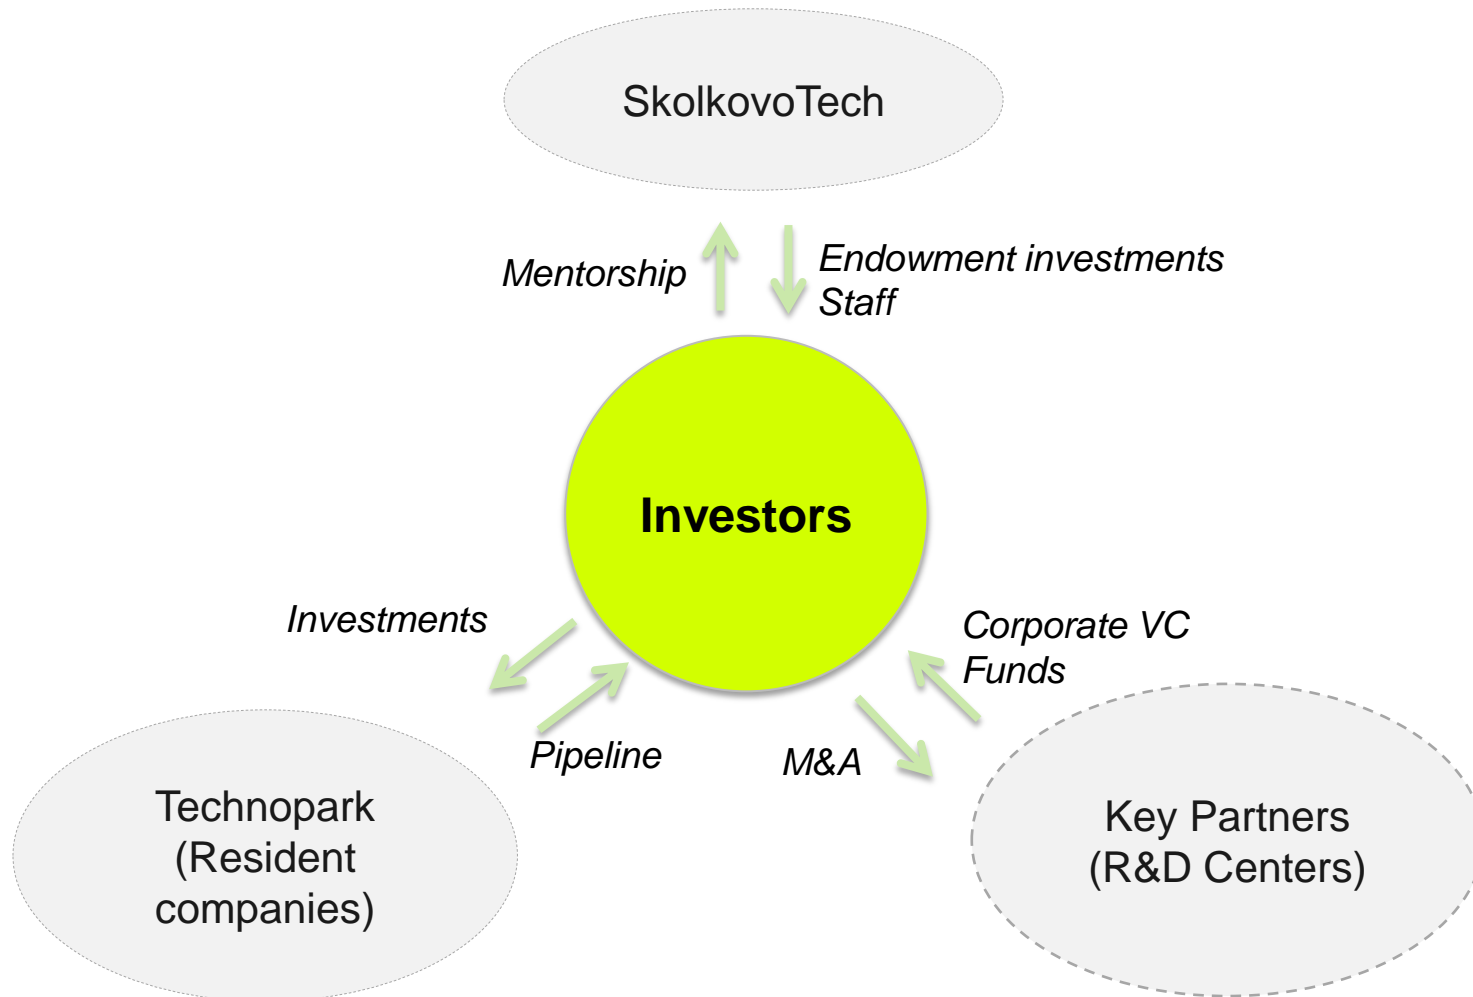 SkolkovoTech
Mentorship
Endowment investments
Staff
Investors
Investments
Corporate VC
Funds
Pipeline
M&A
Technopark
(Resident
companies)
Key Partners
(R&D Centers)